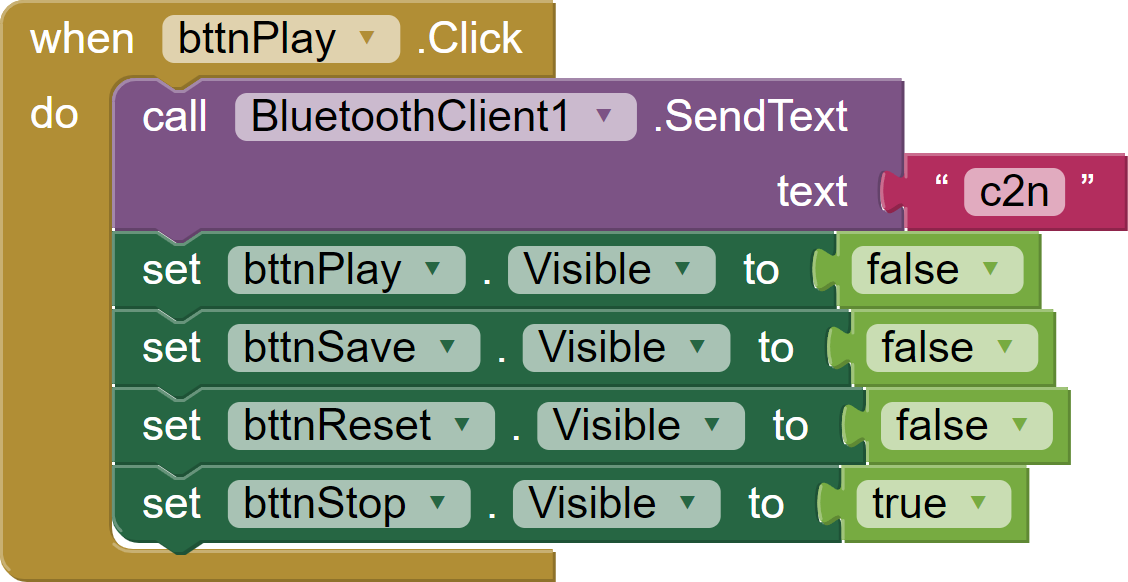 when bttnPlay .Click
do call BluetoothClient1 .SendText
text “ c2n ”
set bttnPlay . Visible to false
set bttnSave . Visible to false
set bttnReset . Visible to false
set bttnStop . Visible to true